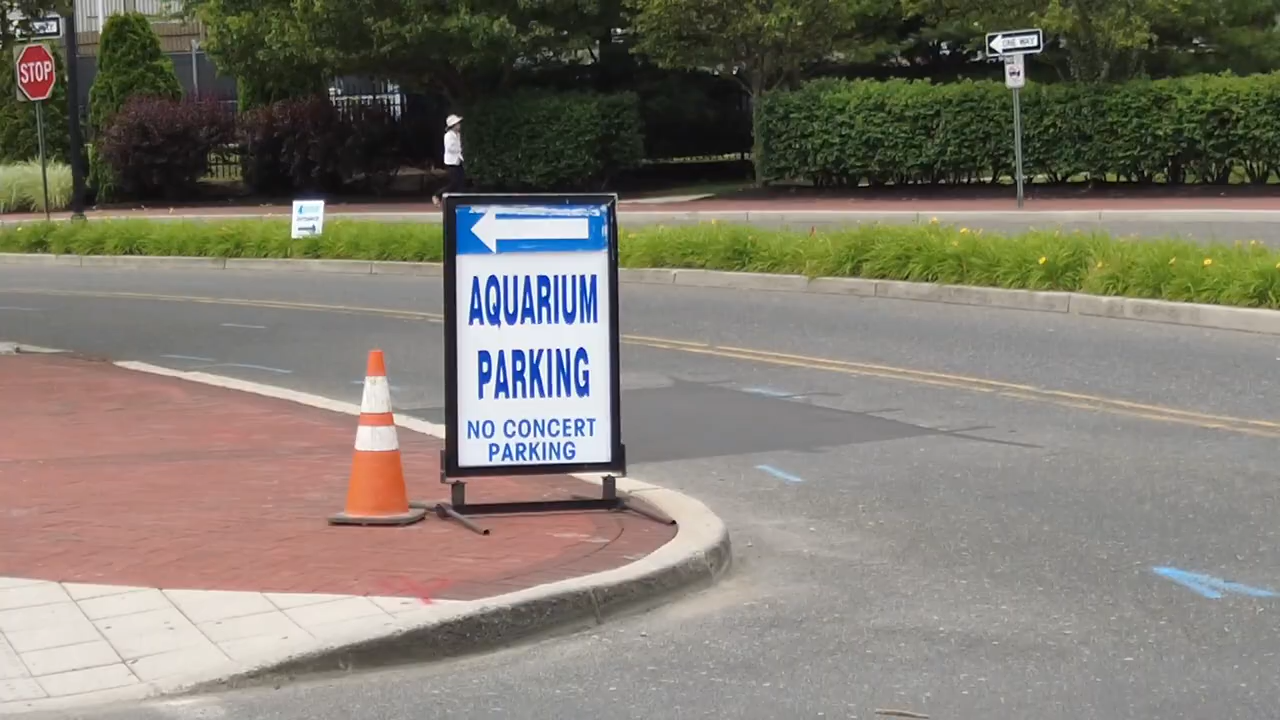 STOP
ONE WAY
AQUARIUM
PARKING
NO CONCERT
PARKING